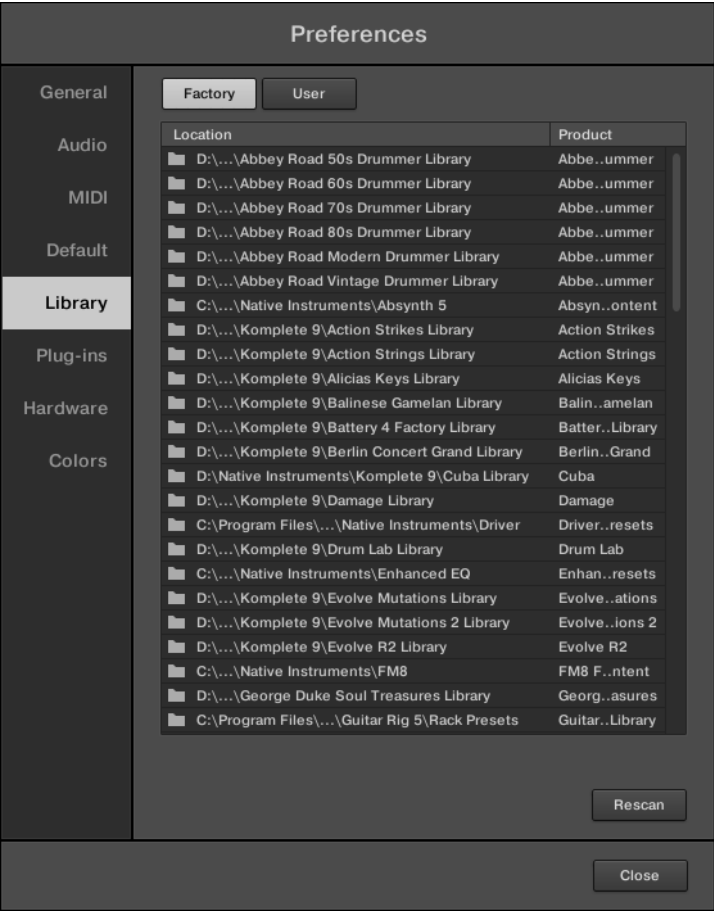 Preferences
General
Audio
MIDI
Default
Library
Plug-ins
Hardware
Colors
Factory User
Location Product
D:\...\Abbey Road 50s Drummer Library Abbe..ummer
D:\...\Abbey Road 60s Drummer Library Abbe..ummer
D:\...\Abbey Road 70s Drummer Library Abbe..ummer
D:\...\Abbey Road 80s Drummer Library Abbe..ummer
D:\...\Abbey Road Modern Drummer Library Abbe..ummer
D:\...\Abbey Road Vintage Drummer Library Abbe..ummer
C:\...\Native Instruments\Absynth 5 Absyn..ontent
D:\...\Komplete 9\Action Strikes Library Action Strikes
D:\...\Komplete 9\Action Strings Library Action Strings
D:\...\Komplete 9\Alicias Keys Library Alicias Keys
D:\...\Komplete 9\Balinese Gamelan Library Balin..amelan
D:\...\Komplete 9\Battery 4 Factory Library Batter..Library
D:\...\Komplete 9\Berlin Concert Grand Library Berlin..Grand
D:\Native Instruments\Komplete 9\Cuba Library Cuba
D:\...\Komplete 9\Damage Library Damage
C:\Program Files\...\Native Instruments\Driver Driver..resets
D:\...\Komplete 9\Drum Lab Library Drum Lab
C:\...\Native Instruments\Enhanced EQ Enhan..resets
D:\...\Komplete 9\Evolve Mutations Library Evolve..ations
D:\...\Komplete 9\Evolve Mutations 2 Library Evolve..ions 2
D:\...\Komplete 9\Evolve R2 Library Evolve R2
C:\...\Native Instruments\FM8 FM8 F..ntent
D:\...\George Duke Soul Treasures Library Georg..asures
C:\Program Files\...\Guitar Rig 5\Rack Presets Guitar..Library
Rescan
Close